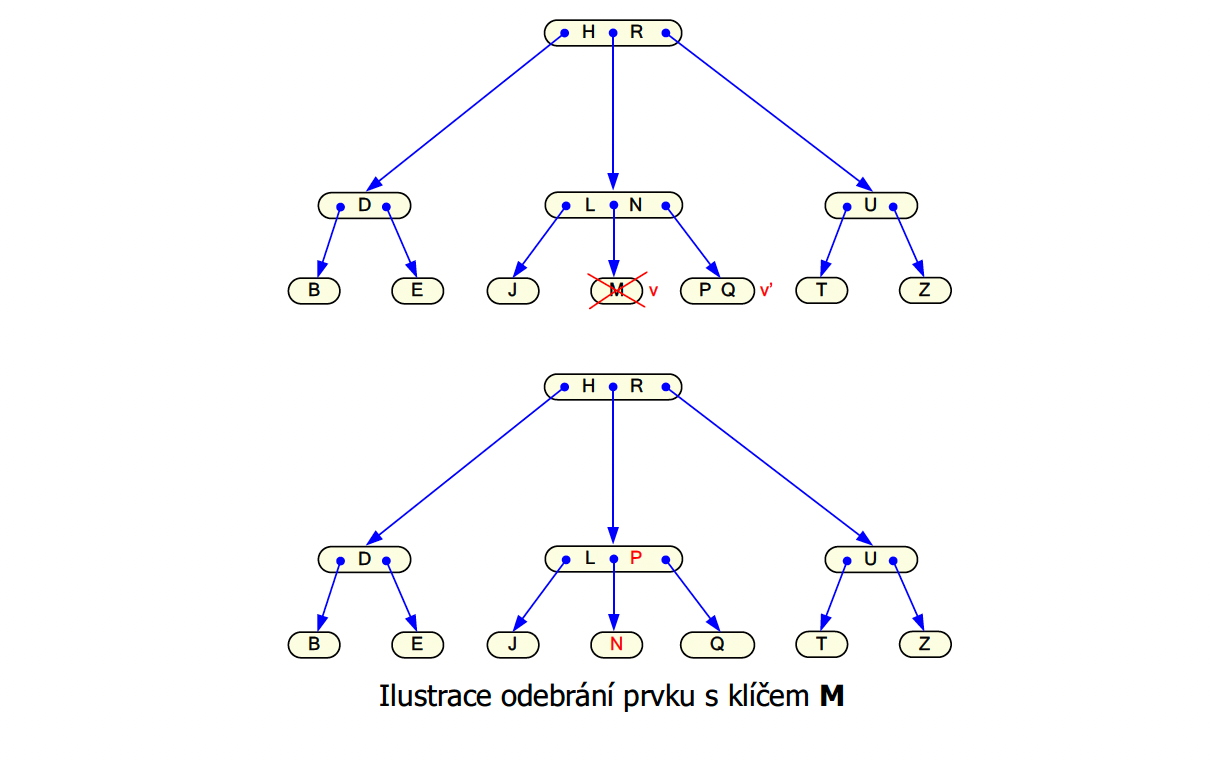 H R
D L N U
B E J M v P Q v' T Z
H R
D L P U
B E J N Q T Z
Ilustrace odebrání prvku s klíčem M